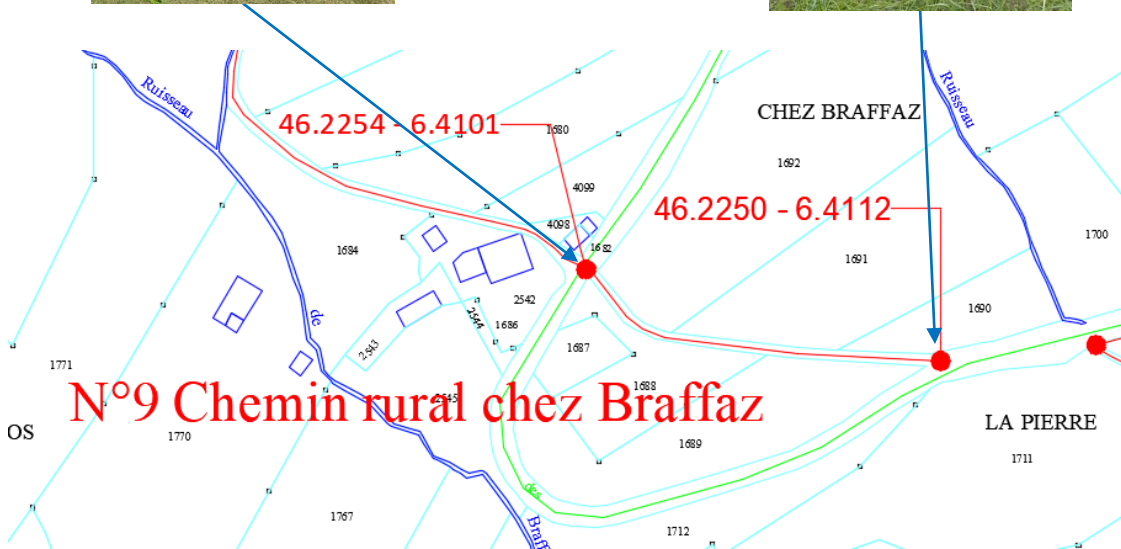 Ruisseau
Ruisseau
CHEZ BRAFFAZ
46.2254 - 6.4101
1680
1692
4099
46.2250 - 6.4112
4098
1682
1684
1700
1691
2542
2544
1686
1690
de
1687
2543
1771
1688
N°9 Chemin rural chez Braffaz
2545
OS
1770
1689
LA PIERRE
1711
des
1767
1712
Braff